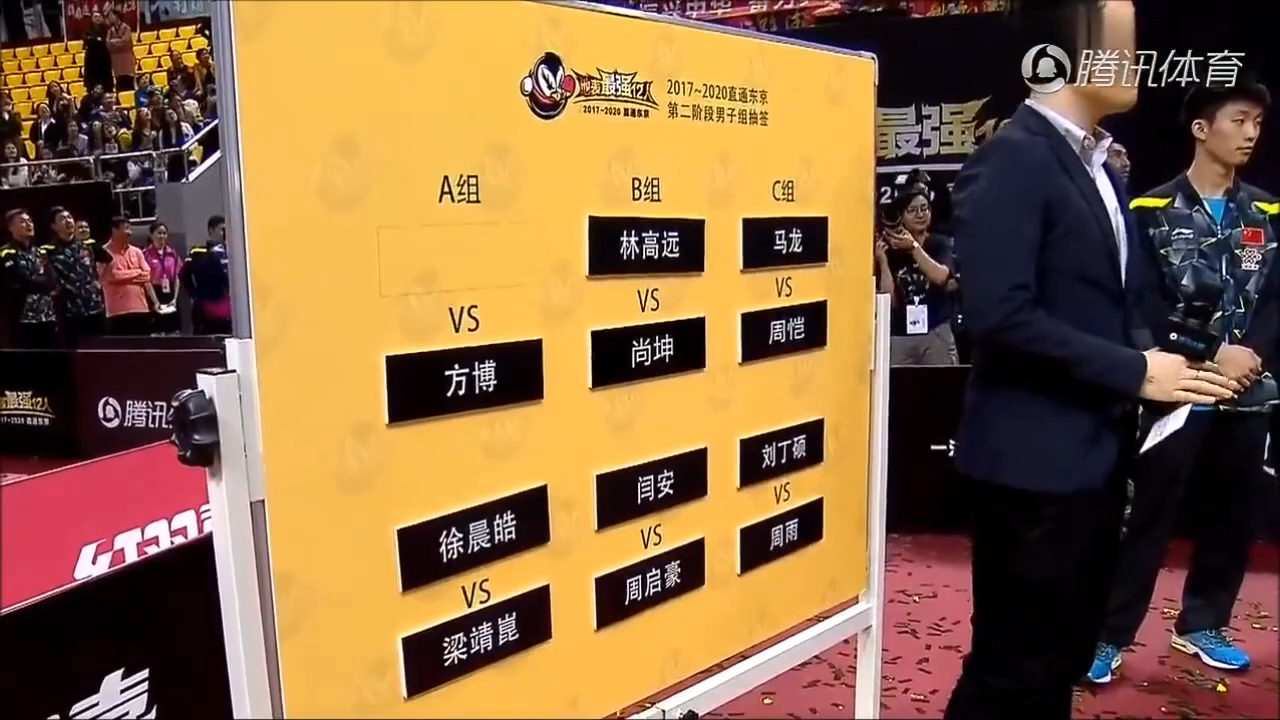 腾讯体育
最强12人
2017~2020直通东京
2017~2020直通东京
第二阶段男子组抽签
A组
VS
方博
徐晨皓
VS
梁靖崑
B组
林高远
VS
尚坤
闫安
VS
周启豪
C组
马龙
VS
周恺
刘丁硕
VS
周雨
最强
最强12人
腾讯